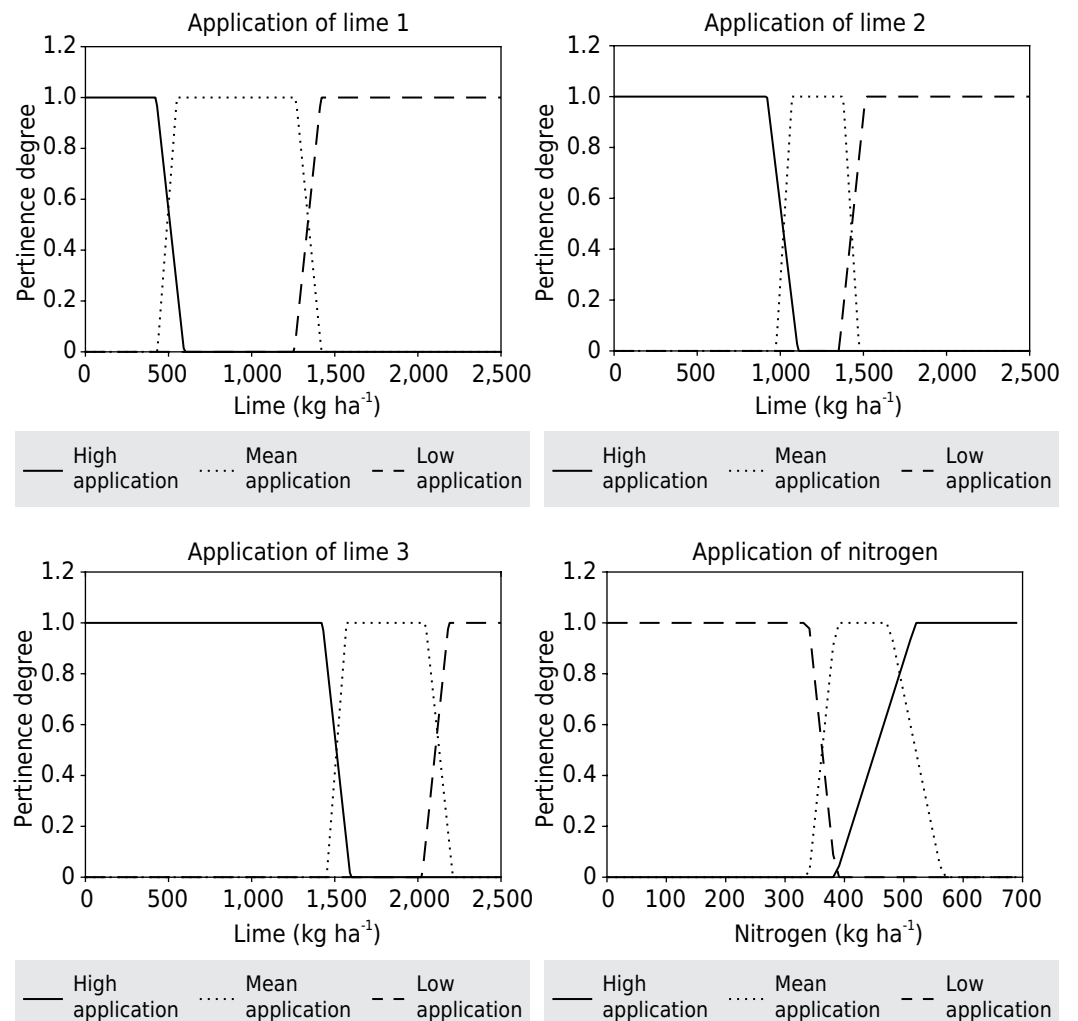 Application of lime 1
Pertinence degree
1.2
1.0
0.8
0.6
0.4
0.2
0
0 500 1,000 1,500 2,000 2,500
Lime (kg ha-1)
High application
Mean application
Low application
Application of lime 2
Pertinence degree
1.2
1.0
0.8
0.6
0.4
0.2
0
0 500 1,000 1,500 2,000 2,500
Lime (kg ha-1)
High application
Mean application
Low application
Application of lime 3
Pertinence degree
1.2
1.0
0.8
0.6
0.4
0.2
0
0 500 1,000 1,500 2,000 2,500
Lime (kg ha-1)
High application
Mean application
Low application
Application of nitrogen
Pertinence degree
1.2
1.0
0.8
0.6
0.4
0.2
0
0 100 200 300 400 500 600 700
Nitrogen (kg ha-1)
High application
Mean application
Low application